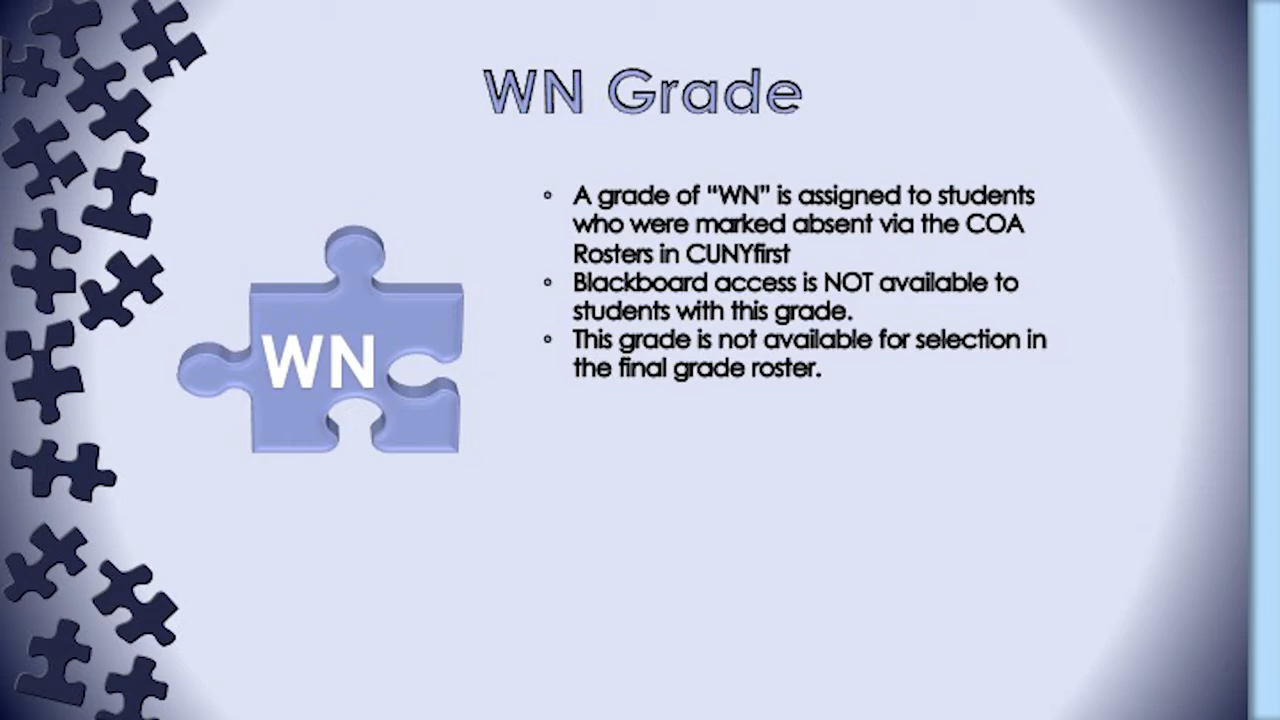 WN Grade
WN
◦ A grade of “WN” is assigned to students
who were marked absent via the COA
Rosters in CUNYfirst
◦ Blackboard access is NOT available to
students with this grade.
◦ This grade is not available for selection in
the final grade roster.